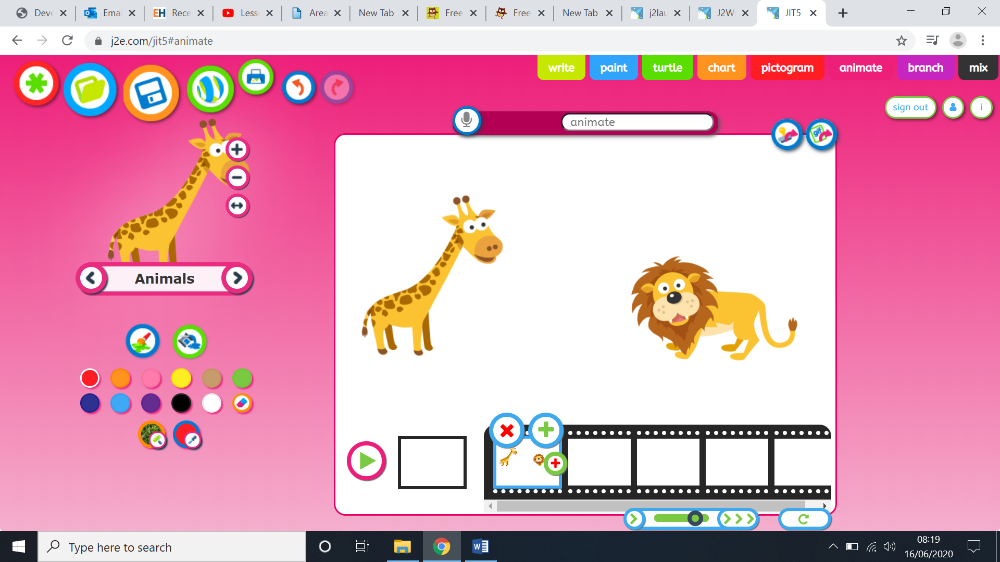 Deve Email EH Rece Less Area New Tab Free Free New Tab j2lau J2W JIT5
j2e.com/jit5#animate
write paint turtle chart pictogram animate branch mix
sign out i
animate
gif
Animals
Type here to search
W
08:19
16/06/2020